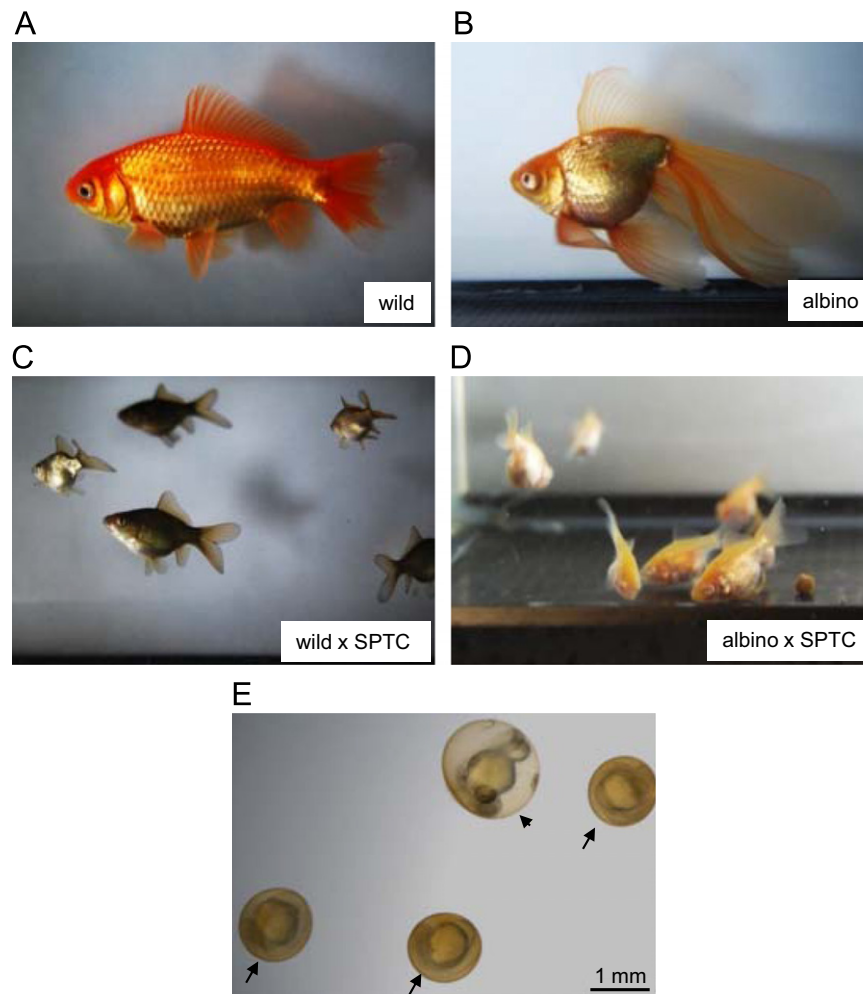 A
B
wild
albino
C
D
wild x SPTC
albino x SPTC
E
1 mm